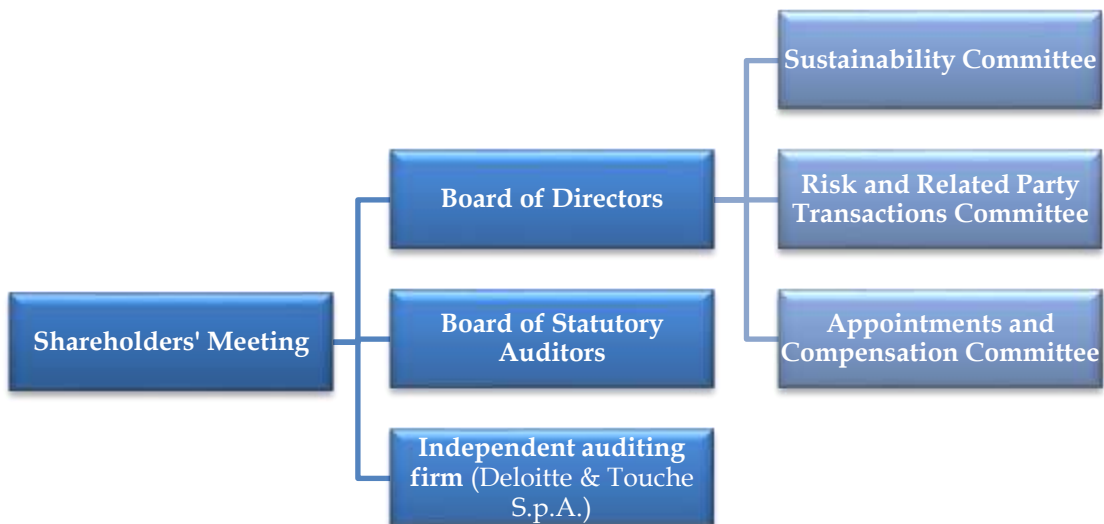 Sustainability Committee
Board of Directors
Risk and Related Party
Transactions Committee
Shareholders' Meeting
Board of Statutory
Auditors
Appointments and
Compensation Committee
Independent auditing
firm (Deloitte & Touche
S.p.A.)